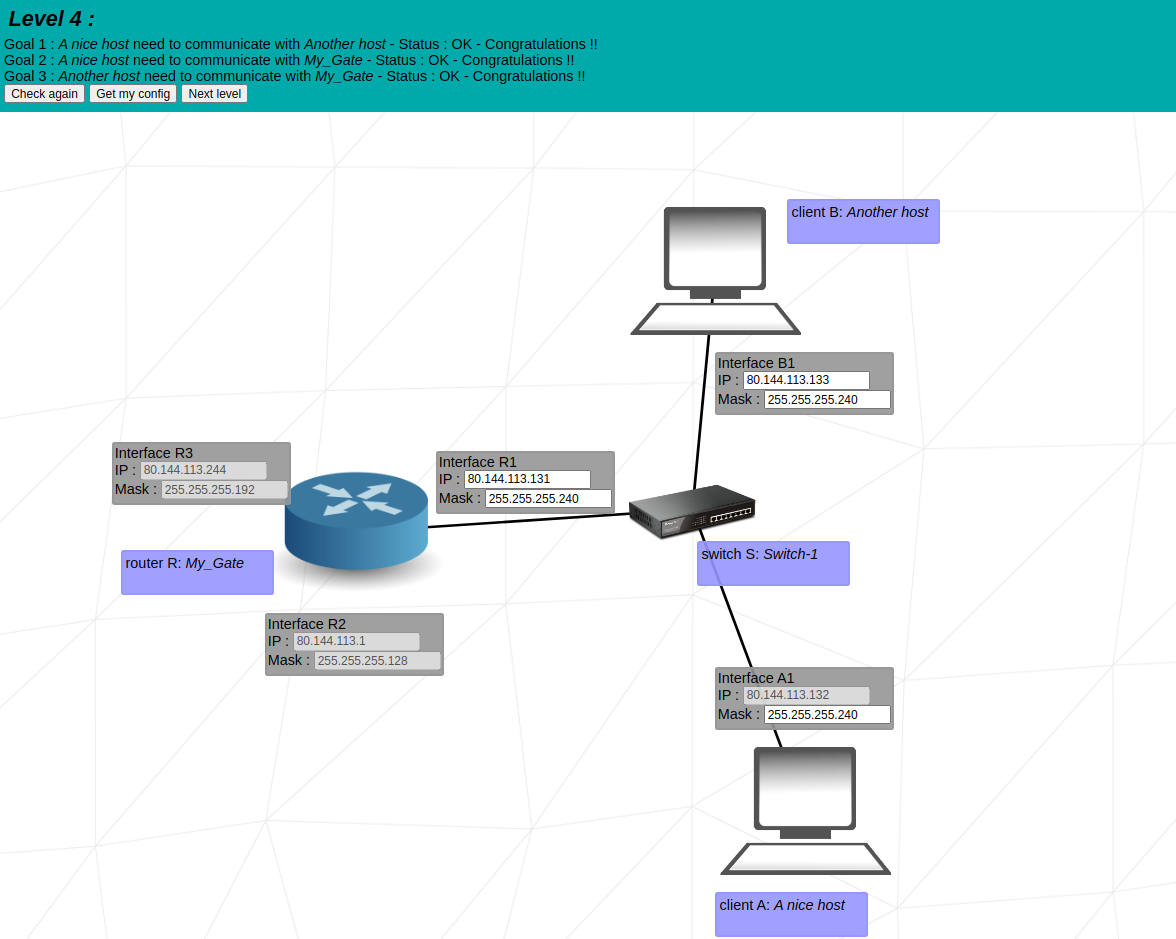 Level 4 :
Goal 1 : A nice host need to communicate with Another host - Status : OK - Congratulations !!
Goal 2 : A nice host need to communicate with My_Gate - Status : OK - Congratulations !!
Goal 3 : Another host need to communicate with My_Gate - Status : OK - Congratulations !!
Check again Get my config Next level
client B: Another host
Interface B1
IP : 80.144.113.133
Mask : 255.255.255.240
Interface R3
IP : 80.144.113.244
Mask : 255.255.255.192
Interface R1
IP : 80.144.113.131
Mask : 255.255.255.240
router R: My_Gate
switch S: Switch-1
Interface R2
IP : 80.144.113.1
Mask : 255.255.255.128
Interface A1
IP : 80.144.113.132
Mask : 255.255.255.240
client A: A nice host